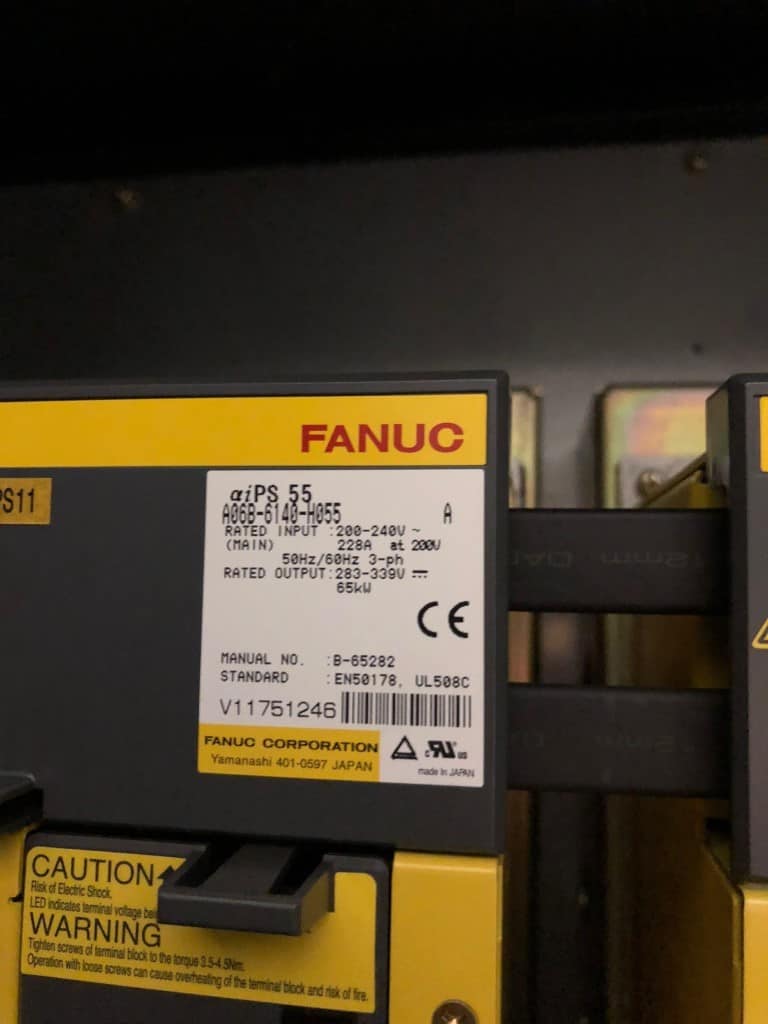 FANUC
PS11
αiPS 55
A06B-6140-H055 A
RATED INPUT :200-240V ~
(MAIN) 228A at 200V
50Hz/60Hz 3-ph
RATED OUTPUT:283-339V ⎓
65kW
CE
MANUAL NO. :B-65282
STANDARD :EN50178, UL508C
V11751246
FANUC CORPORATION
Yamanashi 401-0597 JAPAN
c UR us
made in JAPAN
CAUTION
Risk of Electric Shock.
LED indicates terminal voltage
WARNING
Tighten screws of terminal block to the torque 3.5-4.5Nm.
Operation with loose screws can cause overheating of the terminal block and risk of fire.